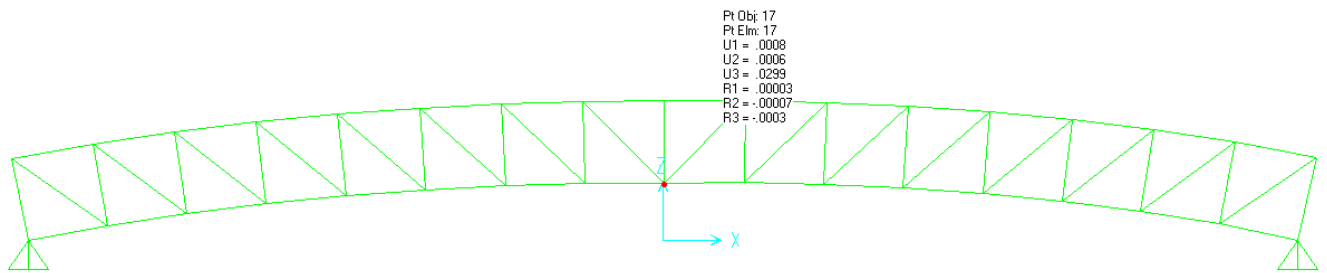 Pt Obj: 17
Pt Elm: 17
U1 = .0008
U2 = .0006
U3 = .0299
R1 = .00003
R2 = -.00007
R3 = -.0003
Z
X